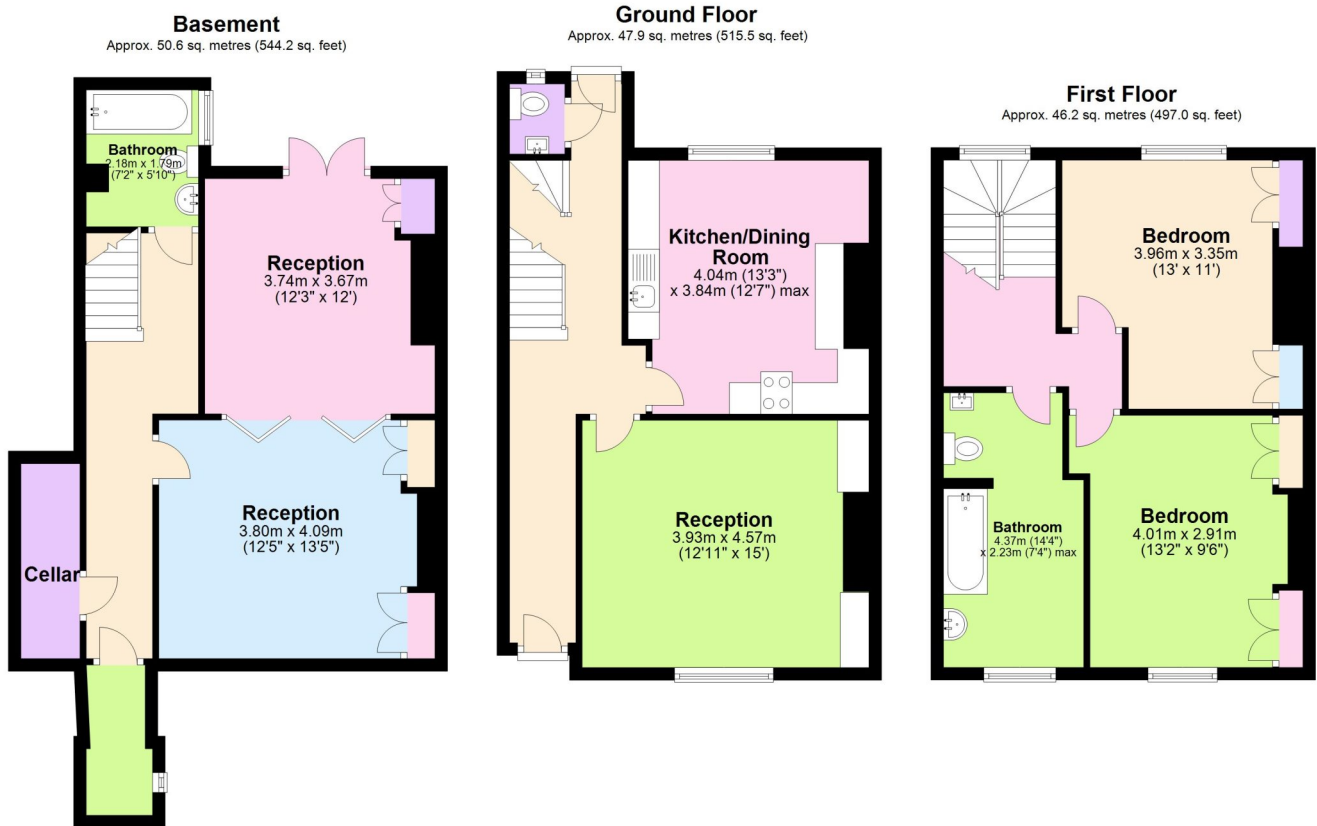 Basement
Approx. 50.6 sq. metres (544.2 sq. feet)
Bathroom
2.18m x 1.79m
(7'2" x 5'10")
Reception
3.74m x 3.67m
(12'3" x 12')
Reception
3.80m x 4.09m
(12'5" x 13'5")
Cellar
Ground Floor
Approx. 47.9 sq. metres (515.5 sq. feet)
Kitchen/Dining
Room
4.04m (13'3")
x 3.84m (12'7") max
Reception
3.93m x 4.57m
(12'11" x 15')
First Floor
Approx. 46.2 sq. metres (497.0 sq. feet)
Bedroom
3.96m x 3.35m
(13' x 11')
Bathroom
4.37m (14'4")
x 2.23m (7'4") max
Bedroom
4.01m x 2.91m
(13'2" x 9'6")